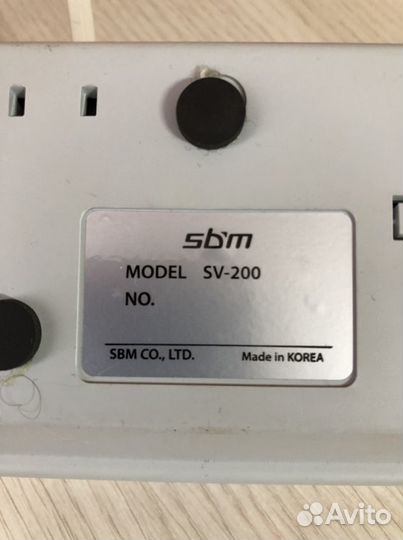 sbm
MODEL SV-200
NO.
SBM CO., LTD. Made in KOREA
Avito